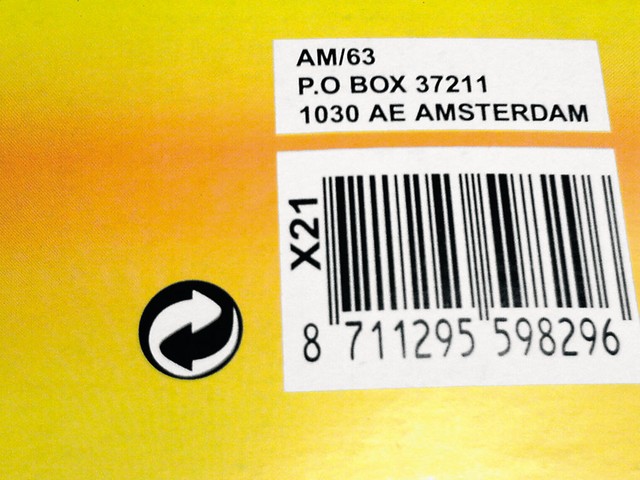 AM/63
P.O BOX 37211
1030 AE AMSTERDAM
X21
8 711295 598296